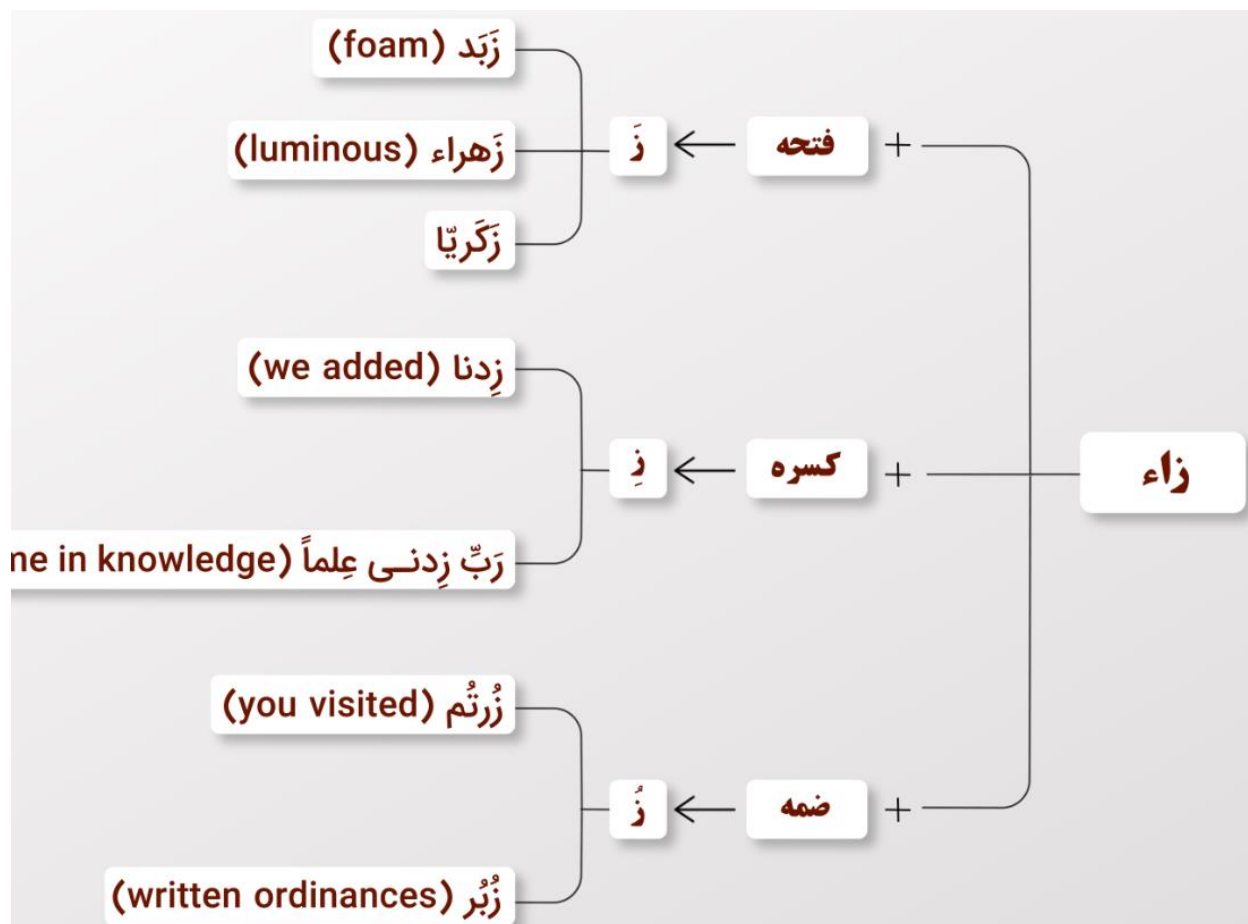 زاء
+ فتحه
زَ
زَبَد (foam)
زَهراء (luminous)
زَکَریّا
+ کسره
زِ
زِدنا (we added)
رَبِّ زِدنــی عِلماً (me in knowledge)
+ ضمه
زُ
زُرتُم (you visited)
زُبُر (written ordinances)